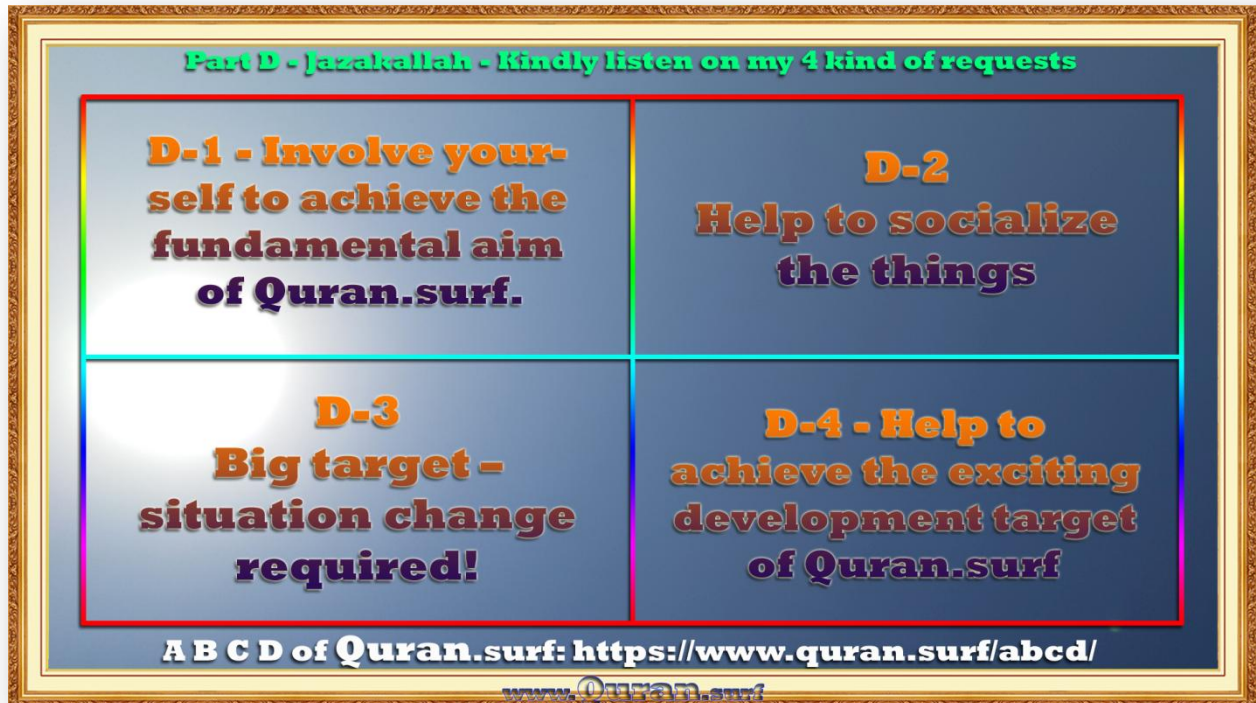 Part D - Jazakallah - Kindly listen on my 4 kind of requests
D-1 - Involve your-
self to achieve the
fundamental aim
of Quran.surf.
D-2
Help to socialize
the things
D-3
Big target –
situation change
required!
D-4 - Help to
achieve the exciting
development target
of Quran.surf
A B C D of Quran.surf: https://www.quran.surf/abcd/
www.Quran.surf